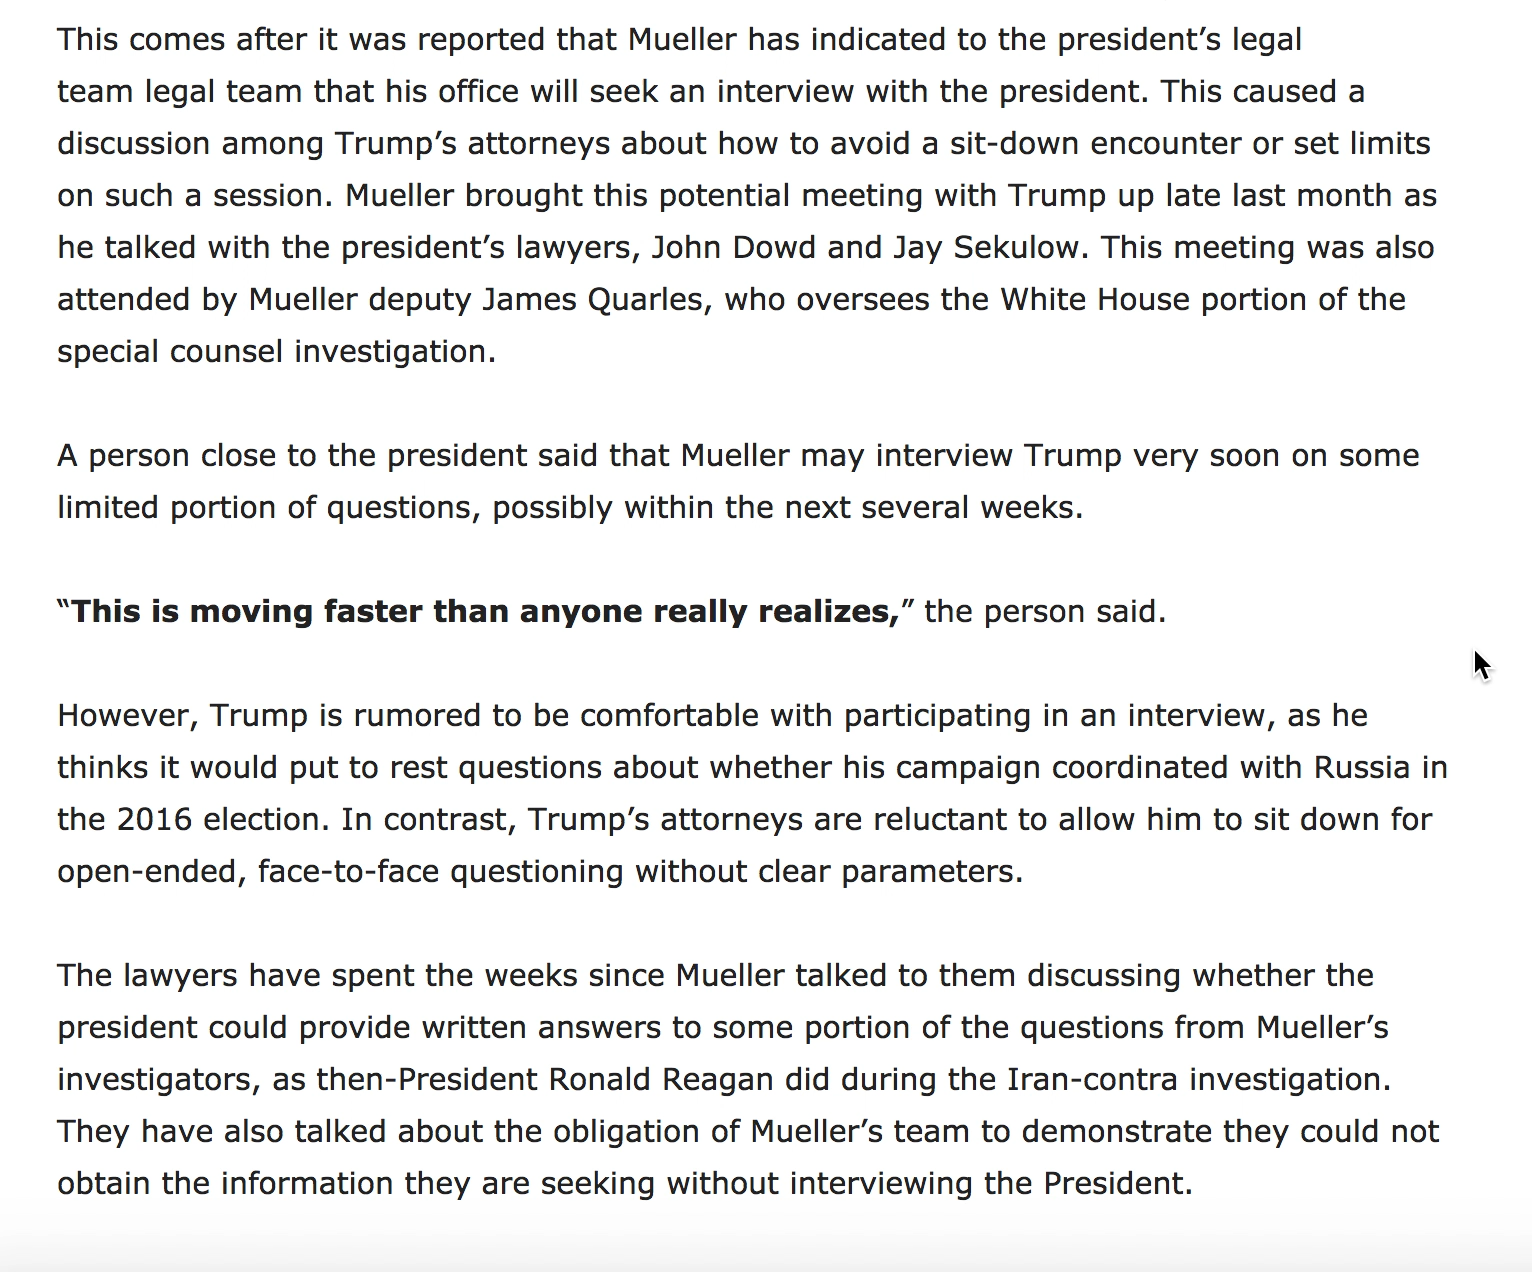 This comes after it was reported that Mueller has indicated to the president’s legal
team legal team that his office will seek an interview with the president. This caused a
discussion among Trump’s attorneys about how to avoid a sit-down encounter or set limits
on such a session. Mueller brought this potential meeting with Trump up late last month as
he talked with the president’s lawyers, John Dowd and Jay Sekulow. This meeting was also
attended by Mueller deputy James Quarles, who oversees the White House portion of the
special counsel investigation.
A person close to the president said that Mueller may interview Trump very soon on some
limited portion of questions, possibly within the next several weeks.
“This is moving faster than anyone really realizes,” the person said.
However, Trump is rumored to be comfortable with participating in an interview, as he
thinks it would put to rest questions about whether his campaign coordinated with Russia in
the 2016 election. In contrast, Trump’s attorneys are reluctant to allow him to sit down for
open-ended, face-to-face questioning without clear parameters.
The lawyers have spent the weeks since Mueller talked to them discussing whether the
president could provide written answers to some portion of the questions from Mueller’s
investigators, as then-President Ronald Reagan did during the Iran-contra investigation.
They have also talked about the obligation of Mueller’s team to demonstrate they could not
obtain the information they are seeking without interviewing the President.